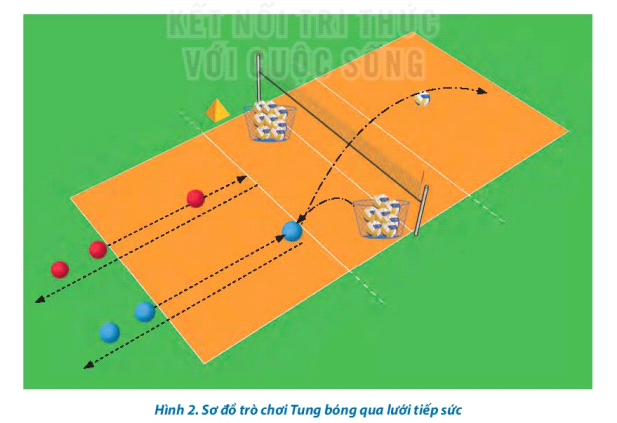 KẾT NỐI TRI THỨC
VỚI CUỘC SỐNG
Hình 2. Sơ đồ trò chơi Tung bóng qua lưới tiếp sức